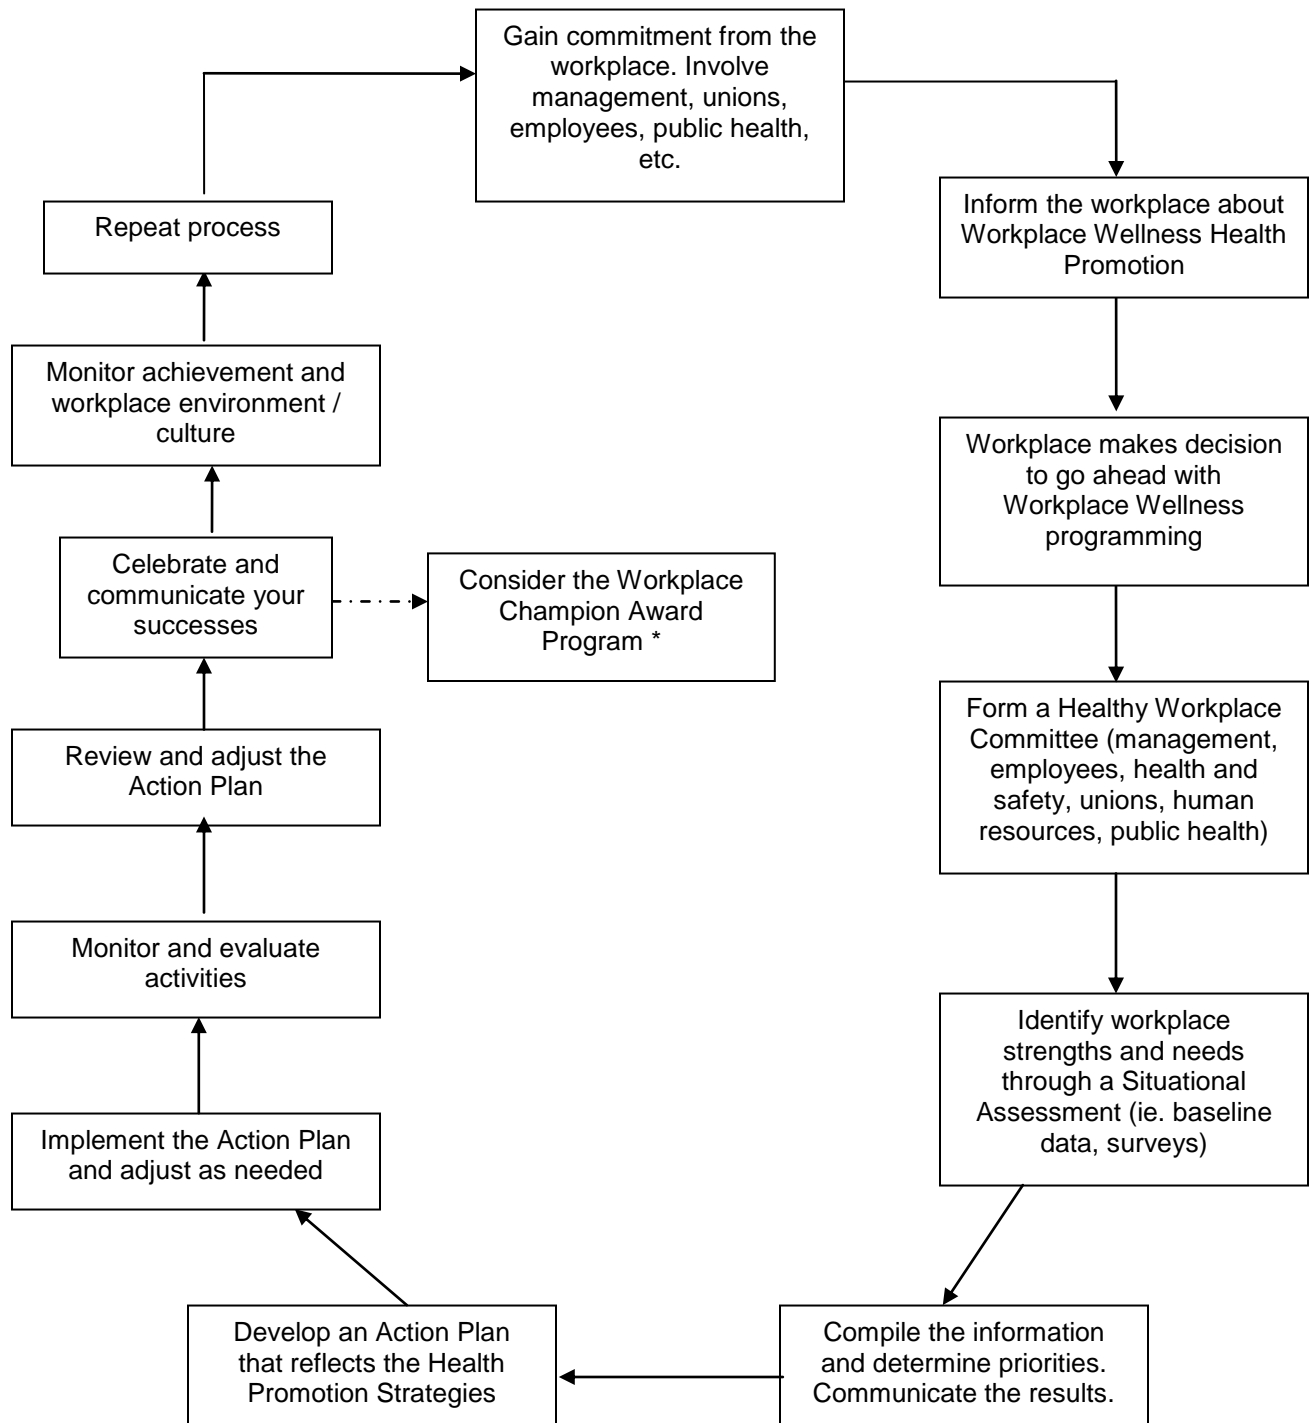 Gain commitment from the
workplace. Involve
management, unions,
employees, public health,
etc.
Inform the workplace about
Workplace Wellness Health
Promotion
Workplace makes decision
to go ahead with
Workplace Wellness
programming
Form a Healthy Workplace
Committee (management,
employees, health and
safety, unions, human
resources, public health)
Identify workplace
strengths and needs
through a Situational
Assessment (ie. baseline
data, surveys)
Compile the information
and determine priorities.
Communicate the results.
Develop an Action Plan
that reflects the Health
Promotion Strategies
Implement the Action Plan
and adjust as needed
Monitor and evaluate
activities
Review and adjust the
Action Plan
Celebrate and
communicate your
successes
Consider the Workplace
Champion Award
Program *
Monitor achievement and
workplace environment /
culture
Repeat process